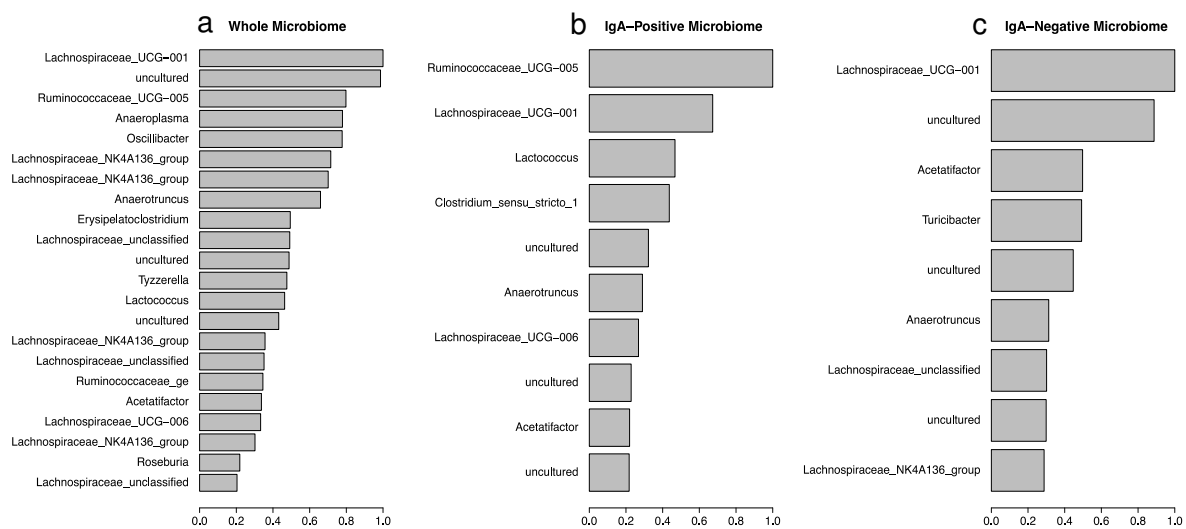 a Whole Microbiome
Lachnospiraceae_UCG−001
uncultured
Ruminococcaceae_UCG−005
Anaeroplasma
Oscillibacter
Lachnospiraceae_NK4A136_group
Lachnospiraceae_NK4A136_group
Anaerotruncus
Erysipelatoclostridium
Lachnospiraceae_unclassified
uncultured
Tyzzerella
Lactococcus
uncultured
Lachnospiraceae_NK4A136_group
Lachnospiraceae_unclassified
Ruminococcaceae_ge
Acetatifactor
Lachnospiraceae_UCG−006
Lachnospiraceae_NK4A136_group
Roseburia
Lachnospiraceae_unclassified
0.0 0.2 0.4 0.6 0.8 1.0
b IgA−Positive Microbiome
Ruminococcaceae_UCG−005
Lachnospiraceae_UCG−001
Lactococcus
Clostridium_sensu_stricto_1
uncultured
Anaerotruncus
Lachnospiraceae_UCG−006
uncultured
Acetatifactor
uncultured
0.0 0.2 0.4 0.6 0.8 1.0
c IgA−Negative Microbiome
Lachnospiraceae_UCG−001
uncultured
Acetatifactor
Turicibacter
uncultured
Anaerotruncus
Lachnospiraceae_unclassified
uncultured
Lachnospiraceae_NK4A136_group
0.0 0.2 0.4 0.6 0.8 1.0